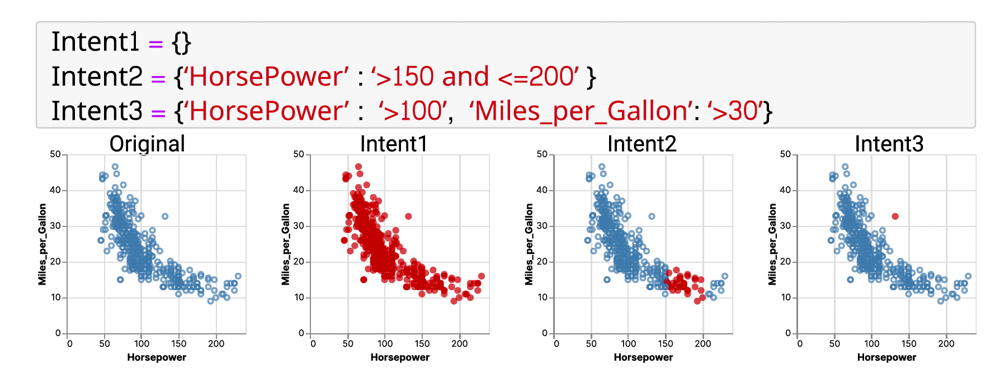 Intent1 = {}
Intent2 = {‘HorsePower’ : ‘>150 and <=200’ }
Intent3 = {‘HorsePower’ : ‘>100’, ‘Miles_per_Gallon’: ‘>30’}
Original
50
40
30
20
10
0
Miles_per_Gallon
0 50 100 150 200
Horsepower
Intent1
50
40
30
20
10
0
Miles_per_Gallon
0 50 100 150 200
Horsepower
Intent2
50
40
30
20
10
0
Miles_per_Gallon
0 50 100 150 200
Horsepower
Intent3
50
40
30
20
10
0
Miles_per_Gallon
0 50 100 150 200
Horsepower